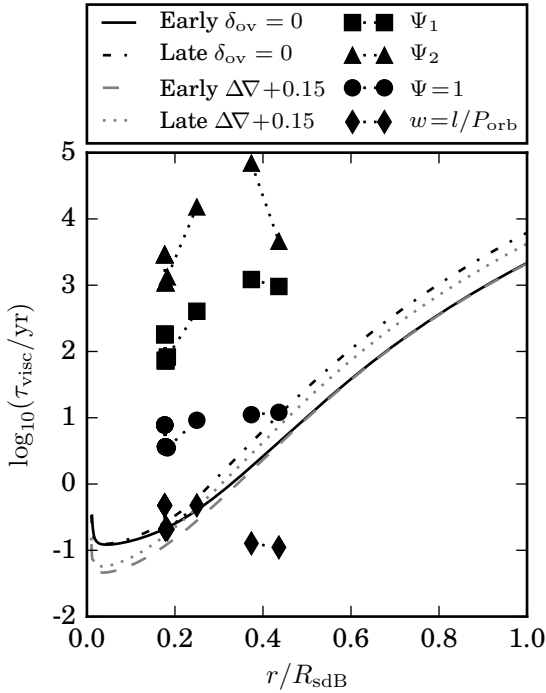 Early δov = 0
Late δov = 0
Early Δ∇+0.15
Late Δ∇+0.15
Ψ1
Ψ2
Ψ=1
w=l/Porb
5
4
3
2
1
0
-1
-2
log10(τvisc/yr)
0.0 0.2 0.4 0.6 0.8 1.0
r/RsdB